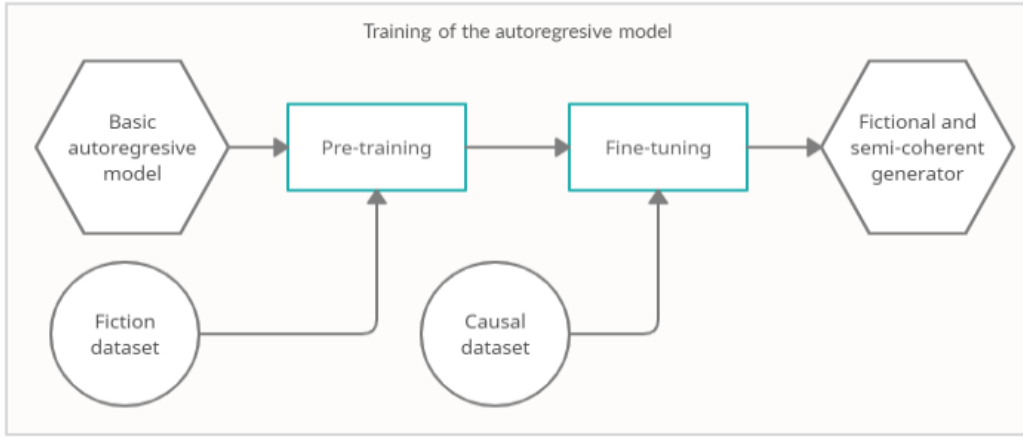 Training of the autoregresive model
Basic
autoregresive
model
Pre-training
Fine-tuning
Fictional and
semi-coherent
generator
Fiction
dataset
Causal
dataset